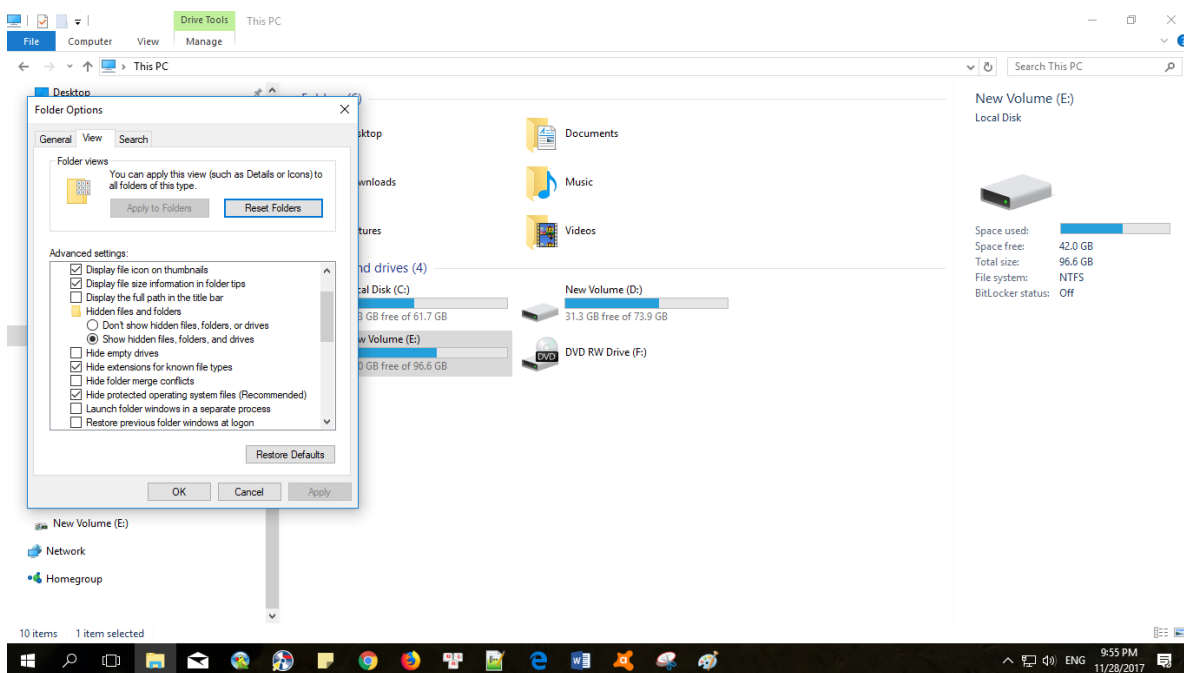 Drive Tools This PC
File Computer View Manage
This PC
Search This PC
Desktop
Folder Options
General View Search
Folder views
You can apply this view (such as Details or Icons) to
all folders of this type.
Apply to Folders Reset Folders
Advanced settings:
Display file icon on thumbnails
Display file size information in folder tips
Display the full path in the title bar
Hidden files and folders
Don't show hidden files, folders, or drives
Show hidden files, folders, and drives
Hide empty drives
Hide extensions for known file types
Hide folder merge conflicts
Hide protected operating system files (Recommended)
Launch folder windows in a separate process
Restore previous folder windows at logon
Restore Defaults
OK Cancel Apply
New Volume (E:)
Network
Homegroup
10 items 1 item selected
sktop
Documents
wnloads
Music
tures
Videos
nd drives (4)
cal Disk (C:)
GB free of 61.7 GB
New Volume (D:)
31.3 GB free of 73.9 GB
w Volume (E:)
0 GB free of 96.6 GB
DVD
DVD RW Drive (F:)
New Volume (E:)
Local Disk
Space used:
Space free: 42.0 GB
Total size: 96.6 GB
File system: NTFS
BitLocker status: Off
ENG
9:55 PM
11/28/2017